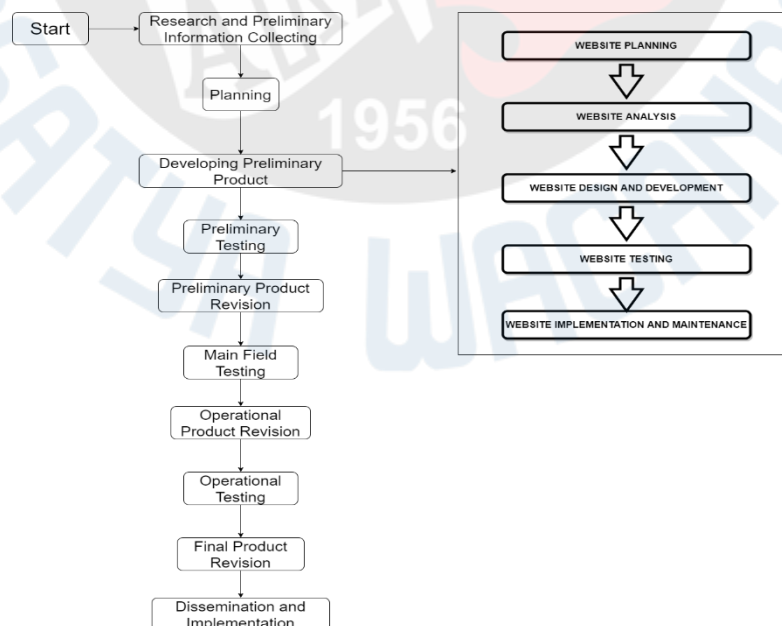 Start
Research and Preliminary
Information Collecting
Planning
Developing Preliminary
Product
Preliminary
Testing
Preliminary Product
Revision
Main Field
Testing
Operational
Product Revision
Operational
Testing
Final Product
Revision
Dissemination and
Implementation
WEBSITE PLANNING
WEBSITE ANALYSIS
WEBSITE DESIGN AND DEVELOPMENT
WEBSITE TESTING
WEBSITE IMPLEMENTATION AND MAINTENANCE
1956
WACANA